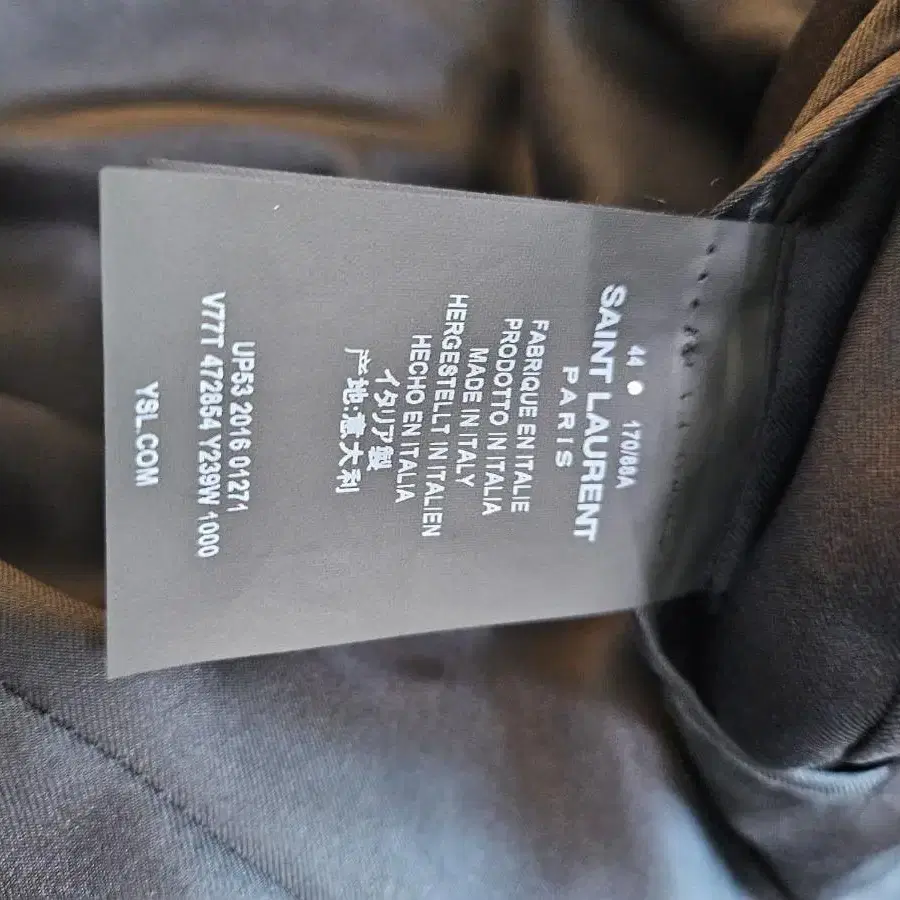 44 ● 170/88A
SAINT LAURENT
PARIS
FABRIQUE EN ITALIE
PRODOTTO IN ITALIA
MADE IN ITALY
HERGESTELLT IN ITALIEN
HECHO EN ITALIA
イタリア製
产地:意大利
UP53 2016 01271
V77T 472854 Y239W 1000
YSL.COM